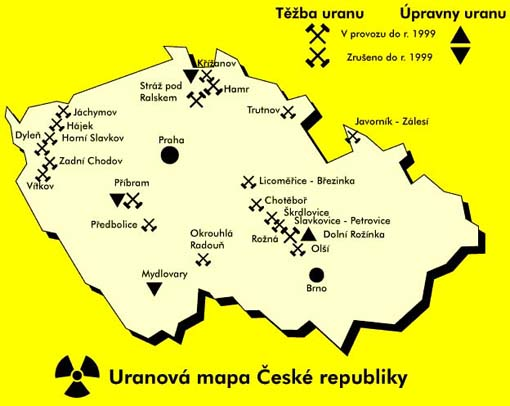 Těžba uranu Úpravny uranu
V provozu do r. 1999
Zrušeno do r. 1999
Křižanov
Stráž pod
Ralskem
Hamr
Trutnov
Javorník - Zálesí
Jáchymov
Hájek
Dyleň
Horní Slavkov
Praha
Zadní Chodov
Vítkov
Příbram
Licoměřice - Březinka
Chotěboř
Škrdlovice
Předbolice
Slavkovice - Petrovice
Okrouhlá
Radouň
Rožná
Dolní Rožínka
Olší
Mydlovary
Brno
Uranová mapa České republiky